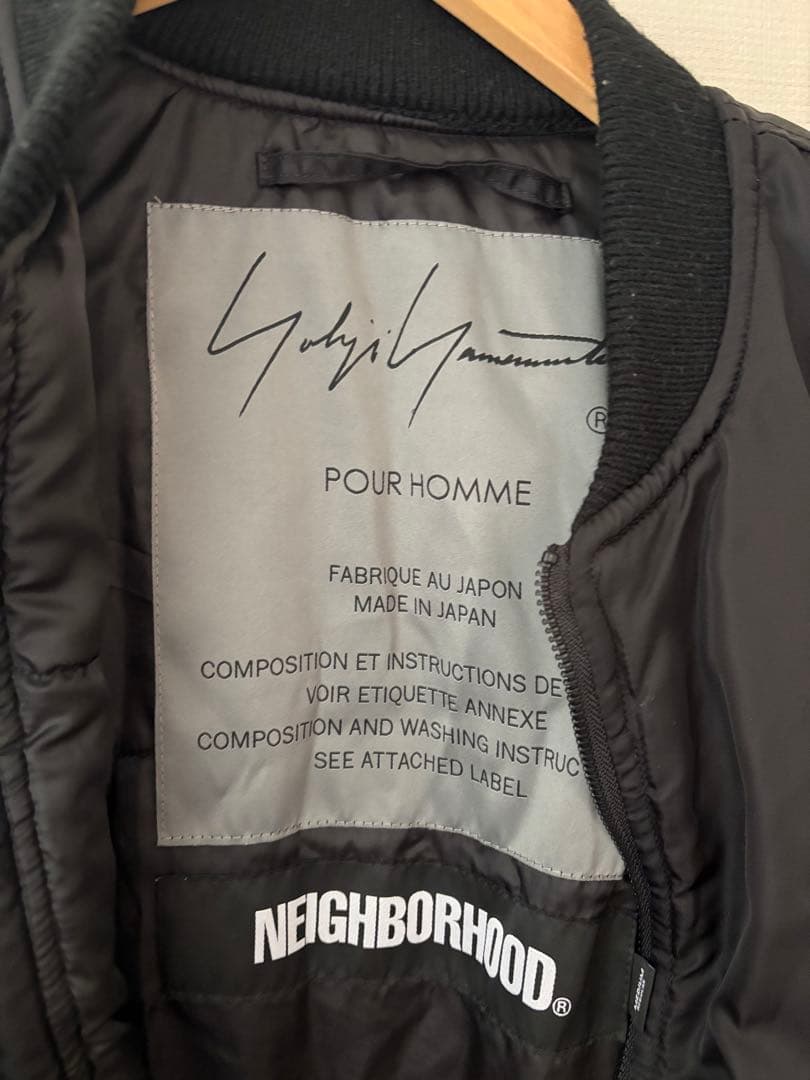 Yohji Yamamoto
®
POUR HOMME
FABRIQUE AU JAPON
MADE IN JAPAN
COMPOSITION ET INSTRUCTIONS DE
VOIR ETIQUETTE ANNEXE
COMPOSITION AND WASHING INSTRUC
SEE ATTACHED LABEL
NEIGHBORHOOD®
MEDIUM